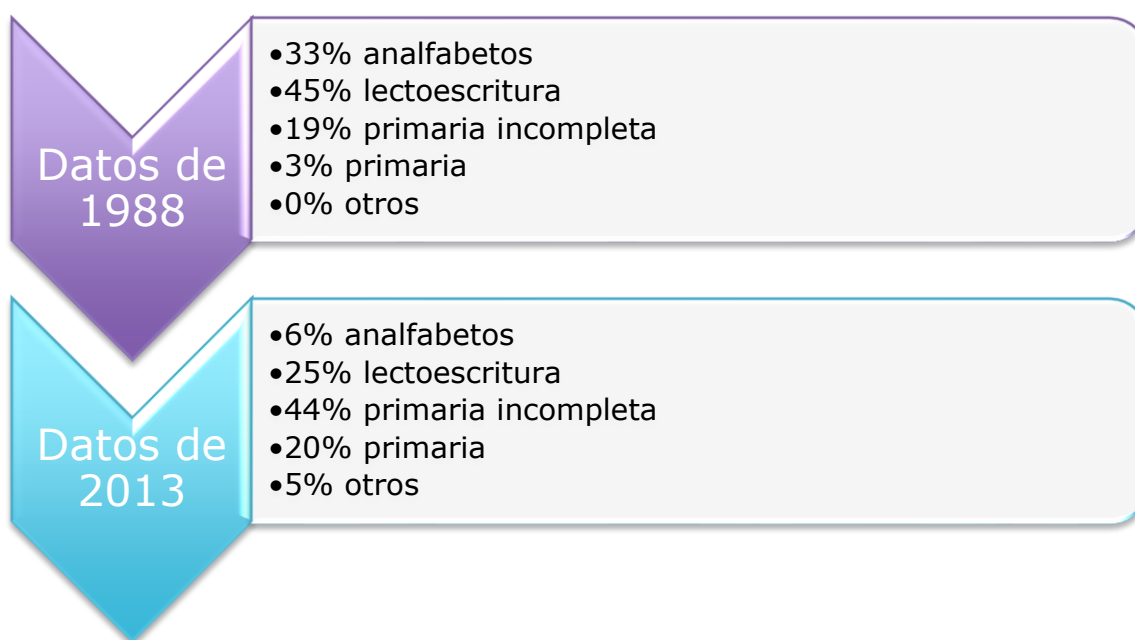 Datos de
1988
•33% analfabetos
•45% lectoescritura
•19% primaria incompleta
•3% primaria
•0% otros
Datos de
2013
•6% analfabetos
•25% lectoescritura
•44% primaria incompleta
•20% primaria
•5% otros